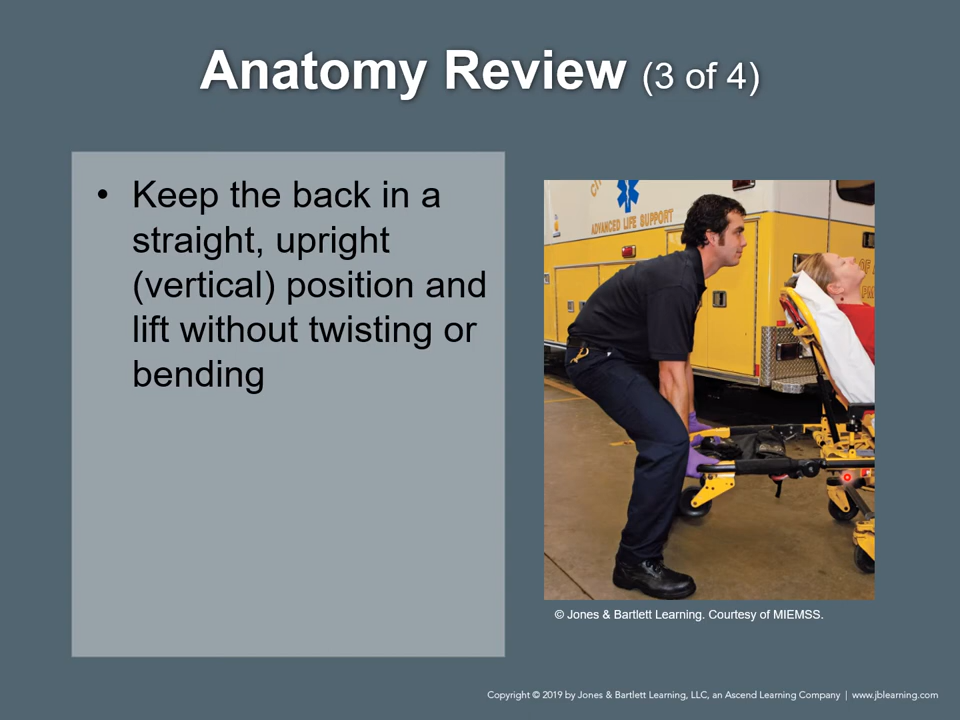 Anatomy Review (3 of 4)
• Keep the back in a
straight, upright
(vertical) position and
lift without twisting or
bending
ADVANCED LIFE SUPPORT
© Jones & Bartlett Learning. Courtesy of MIEMSS.
Copyright © 2019 by Jones & Bartlett Learning, LLC, an Ascend Learning Company | www.jblearning.com